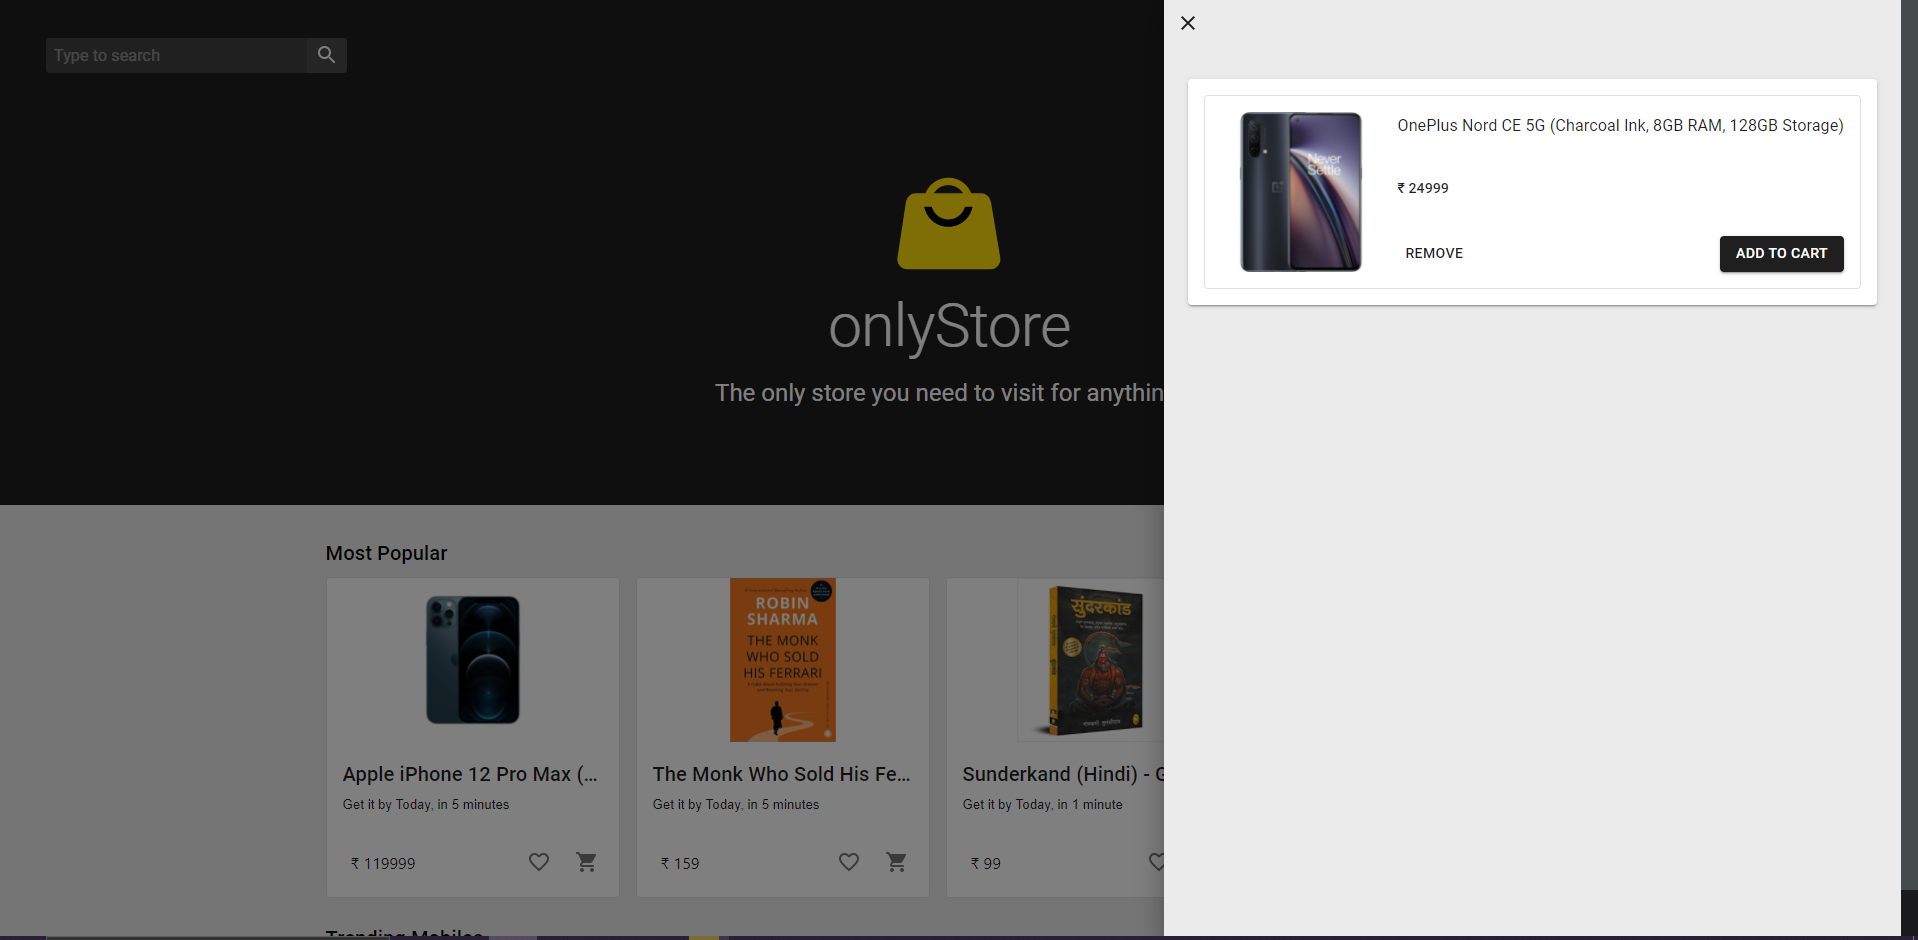 Type to search
onlyStore
The only store you need to visit for anythin
Most Popular
ROBIN
SHARMA
THE MONK
WHO SOLD
HIS FERRARI
सुंदरकांड
Apple iPhone 12 Pro Max (...
Get it by Today, in 5 minutes
₹ 119999
The Monk Who Sold His Fe...
Get it by Today, in 5 minutes
₹ 159
Sunderkand (Hindi) - G
Get it by Today, in 1 minute
₹ 99
Trending Mobiles
OnePlus Nord CE 5G (Charcoal Ink, 8GB RAM, 128GB Storage)
Never
Settle
₹ 24999
REMOVE
ADD TO CART